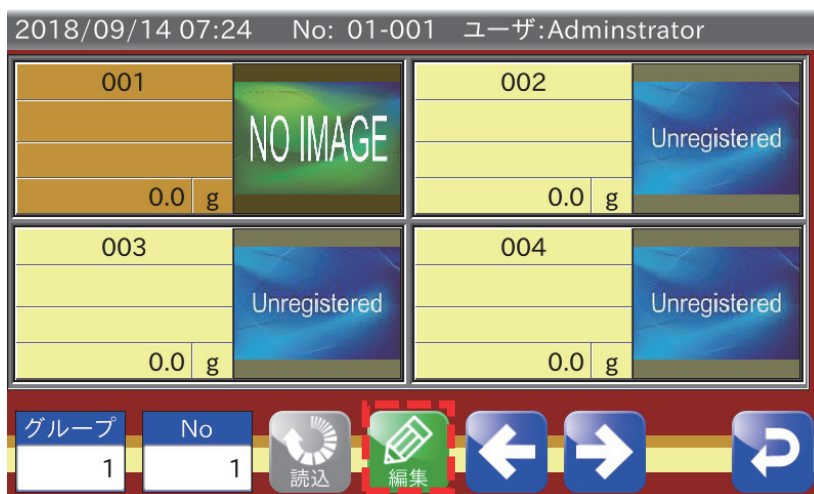 2018/09/14 07:24 No: 01-001 ユーザ:Adminstrator
001
NO IMAGE
0.0 g
002
Unregistered
0.0 g
003
Unregistered
0.0 g
004
Unregistered
0.0 g
グループ
1
No
1
読込
編集